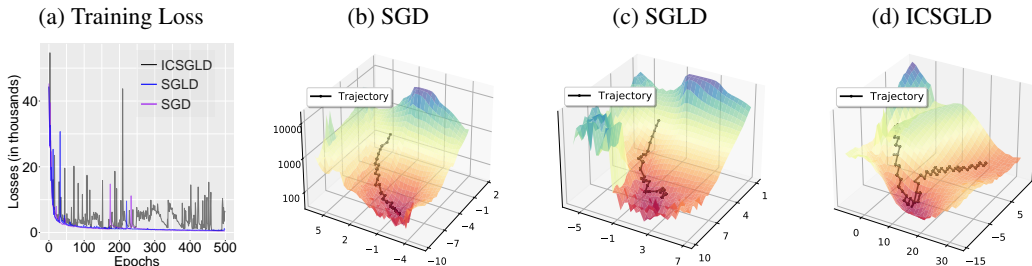 (a) Training Loss
(b) SGD
(c) SGLD
(d) ICSGLD
Losses (in thousands)
40
20
0
ICSGLD
SGLD
SGD
0 100 200 300 400 500
Epochs
Trajectory
10000
1000
100
5 2 −1 −4
−10 −7 −4 −1 2
Trajectory
−5 −1 3 7
10 7 4 1
Trajectory
0 10 20 30
−15 −5 5